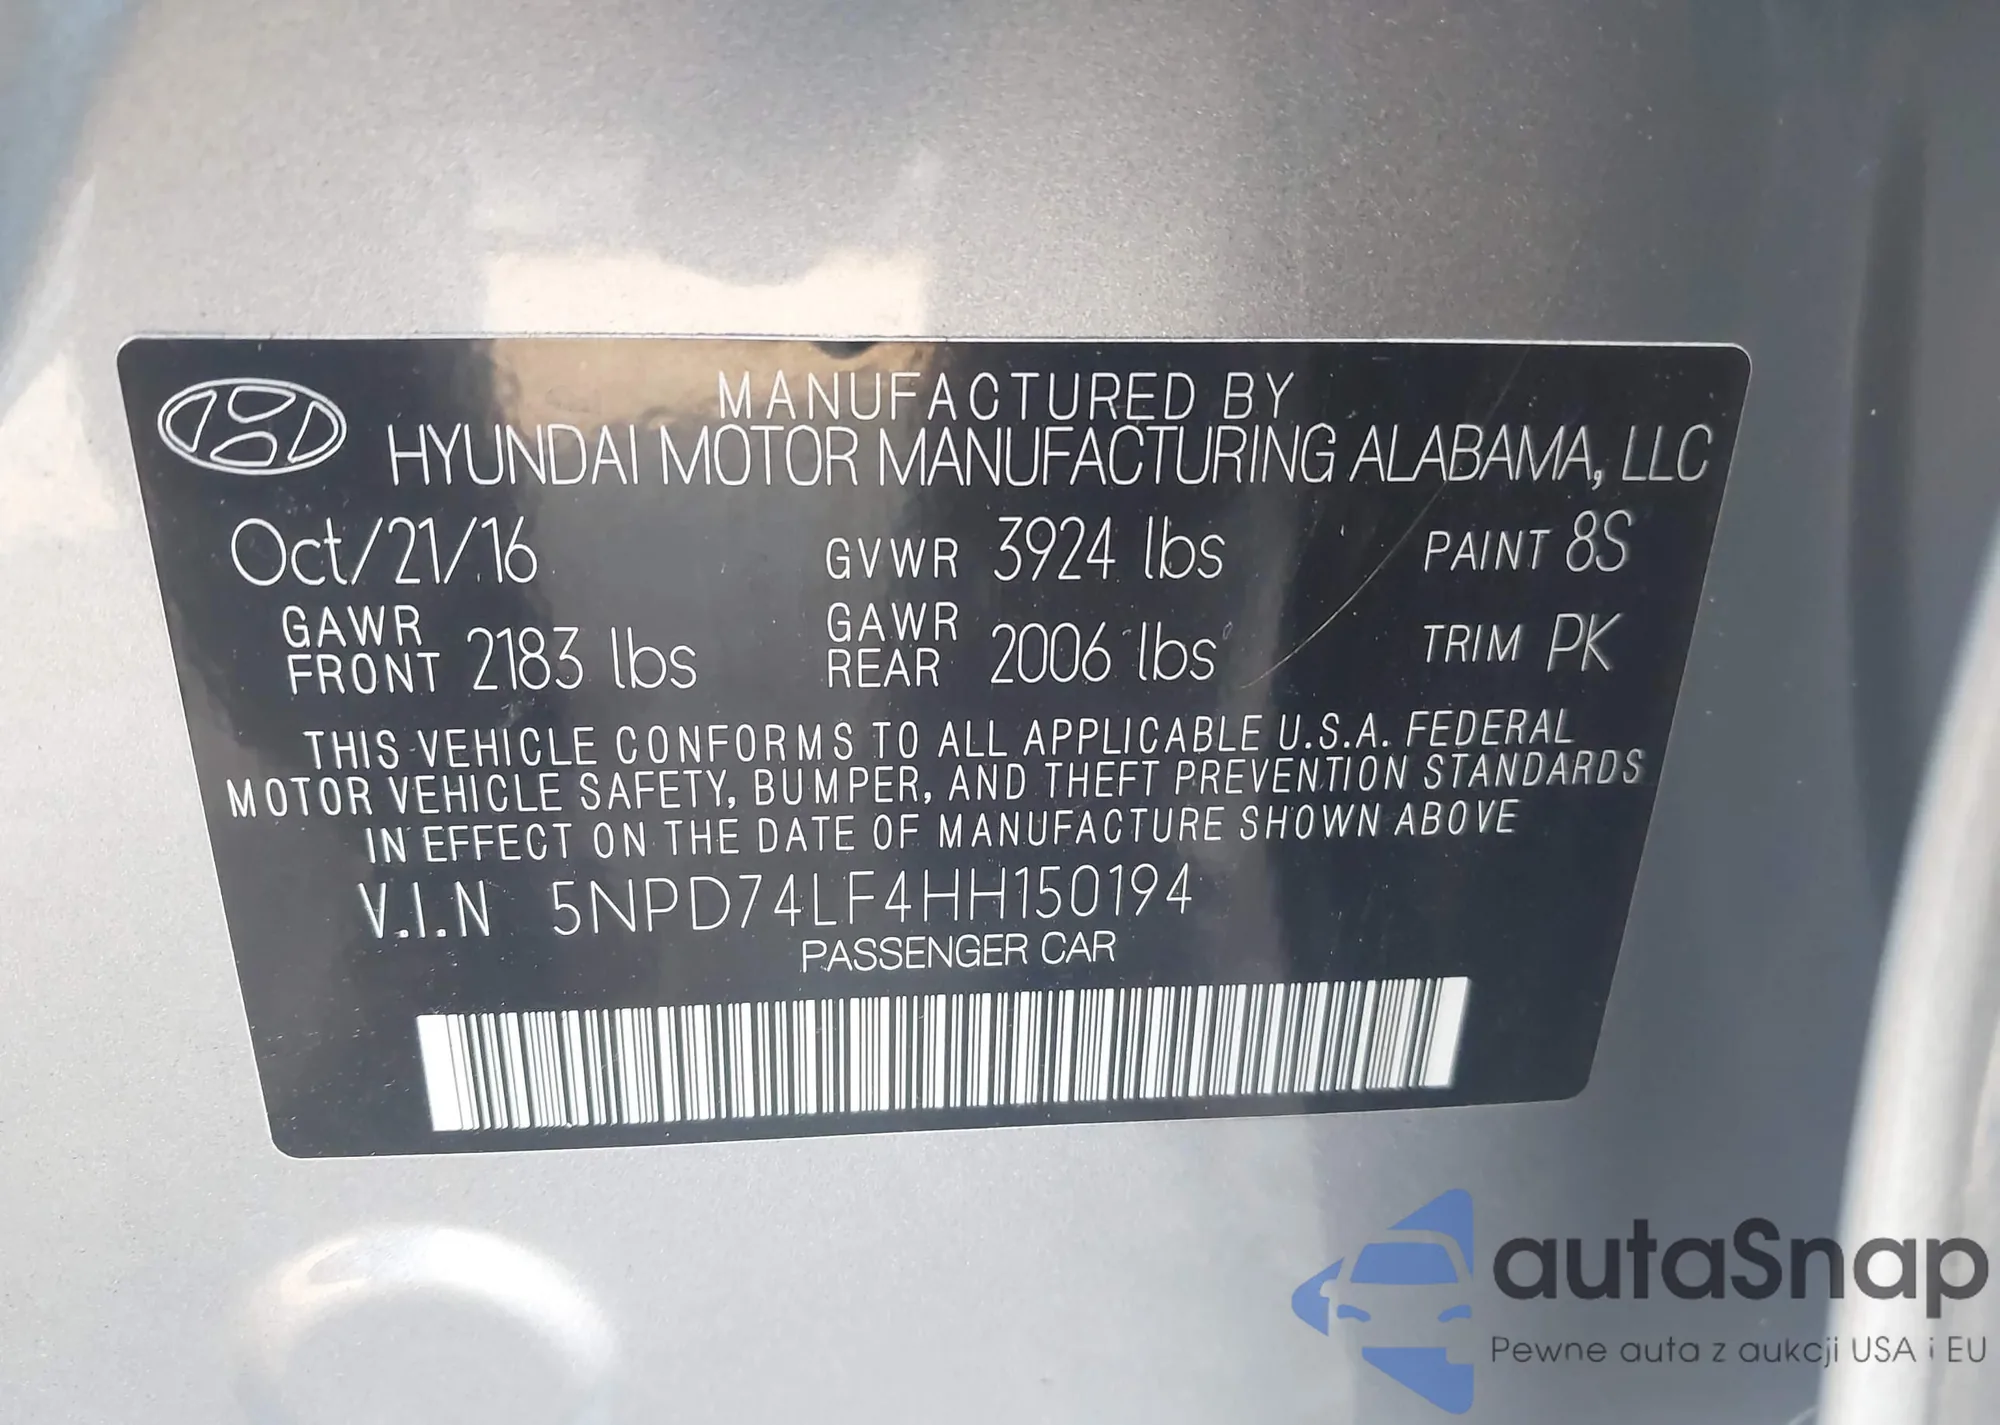 MANUFACTURED BY
HYUNDAI MOTOR MANUFACTURING ALABAMA, LLC
Oct/21/16 GVWR 3924 lbs PAINT 8S
GAWR FRONT 2183 lbs GAWR REAR 2006 lbs TRIM PK
THIS VEHICLE CONFORMS TO ALL APPLICABLE U.S.A. FEDERAL
MOTOR VEHICLE SAFETY, BUMPER, AND THEFT PREVENTION STANDARDS
IN EFFECT ON THE DATE OF MANUFACTURE SHOWN ABOVE
V.I.N 5NPD74LF4HH150194
PASSENGER CAR
autaSnap
Pewne auta z aukcji USA i EU